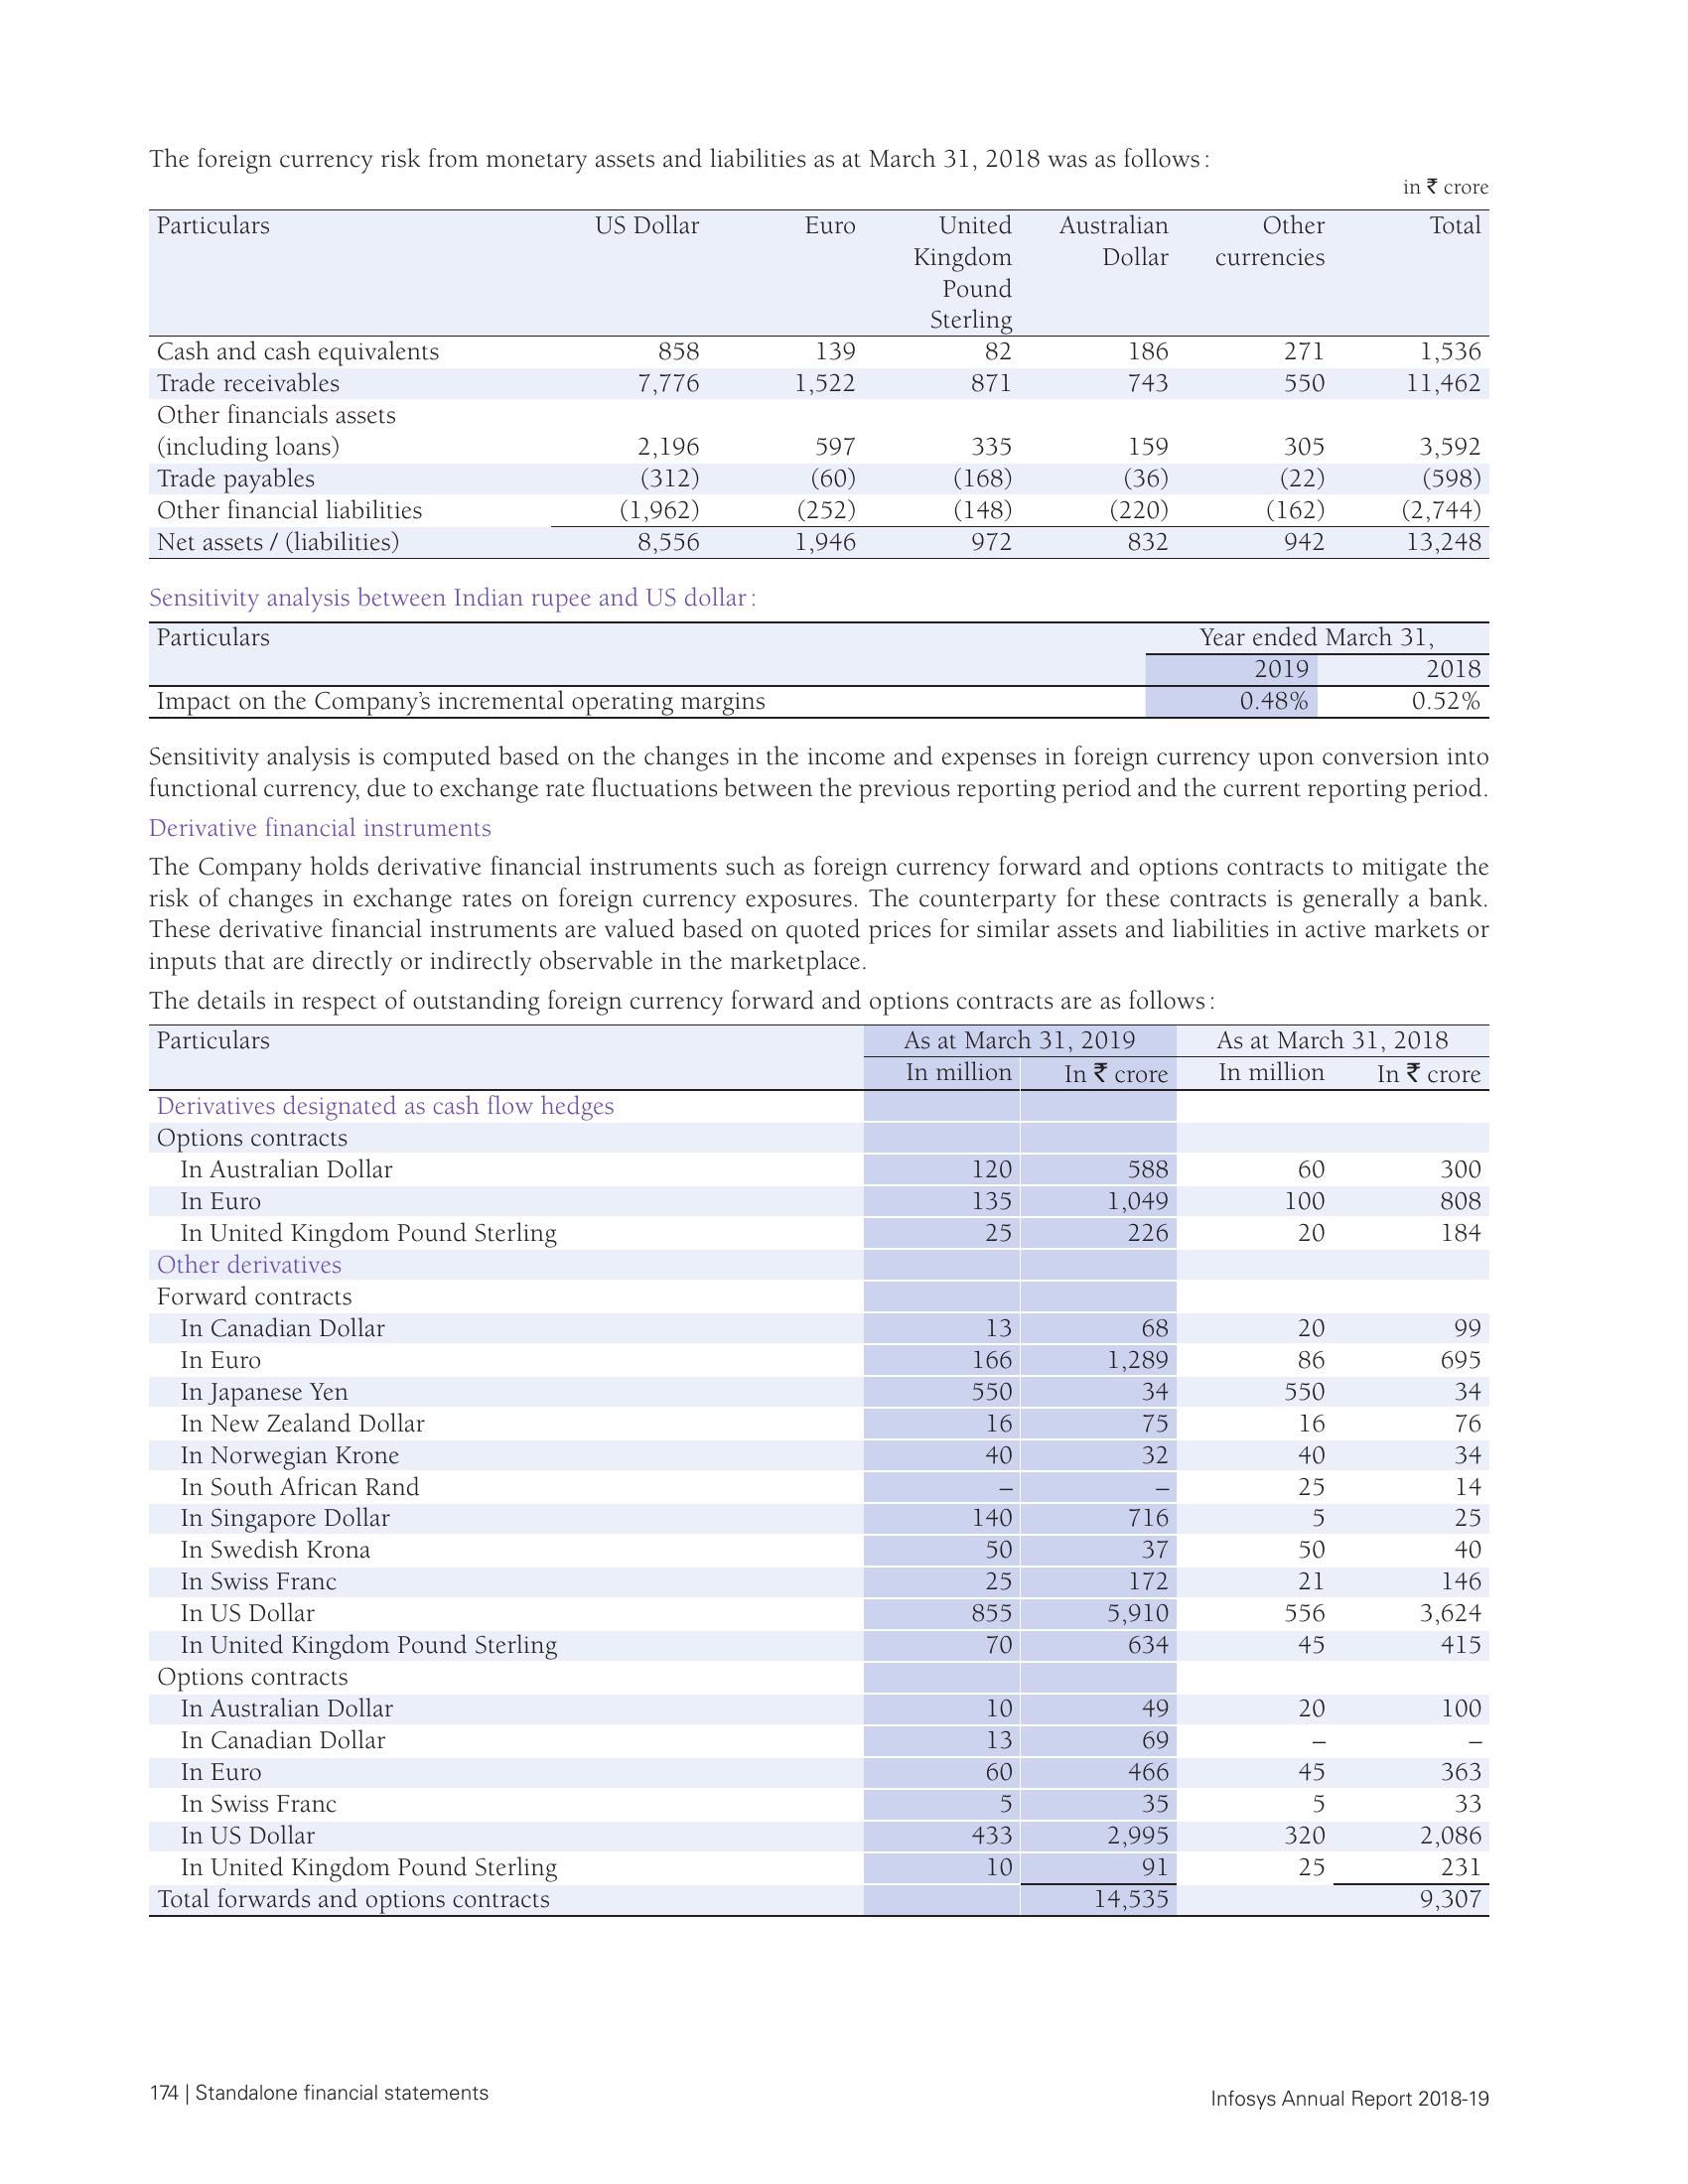 The foreign currency risk from monetary assets and liabilities as at March 31, 2018 was as follows:
in ₹ crore
Particulars US Dollar Euro United Kingdom Pound Sterling Australian Dollar Other currencies Total
Cash and cash equivalents 858 139 82 186 271 1,536
Trade receivables 7,776 1,522 871 743 550 11,462
Other financials assets
(including loans) 2,196 597 335 159 305 3,592
Trade payables (312) (60) (168) (36) (22) (598)
Other financial liabilities (1,962) (252) (148) (220) (162) (2,744)
Net assets / (liabilities) 8,556 1,946 972 832 942 13,248
Sensitivity analysis between Indian rupee and US dollar:
Particulars Year ended March 31,
2019 2018
Impact on the Company’s incremental operating margins 0.48% 0.52%
Sensitivity analysis is computed based on the changes in the income and expenses in foreign currency upon conversion into
functional currency, due to exchange rate fluctuations between the previous reporting period and the current reporting period.
Derivative financial instruments
The Company holds derivative financial instruments such as foreign currency forward and options contracts to mitigate the
risk of changes in exchange rates on foreign currency exposures. The counterparty for these contracts is generally a bank.
These derivative financial instruments are valued based on quoted prices for similar assets and liabilities in active markets or
inputs that are directly or indirectly observable in the marketplace.
The details in respect of outstanding foreign currency forward and options contracts are as follows:
Particulars As at March 31, 2019 As at March 31, 2018
In million In ₹ crore In million In ₹ crore
Derivatives designated as cash flow hedges
Options contracts
In Australian Dollar 120 588 60 300
In Euro 135 1,049 100 808
In United Kingdom Pound Sterling 25 226 20 184
Other derivatives
Forward contracts
In Canadian Dollar 13 68 20 99
In Euro 166 1,289 86 695
In Japanese Yen 550 34 550 34
In New Zealand Dollar 16 75 16 76
In Norwegian Krone 40 32 40 34
In South African Rand – – 25 14
In Singapore Dollar 140 716 5 25
In Swedish Krona 50 37 50 40
In Swiss Franc 25 172 21 146
In US Dollar 855 5,910 556 3,624
In United Kingdom Pound Sterling 70 634 45 415
Options contracts
In Australian Dollar 10 49 20 100
In Canadian Dollar 13 69 – –
In Euro 60 466 45 363
In Swiss Franc 5 35 5 33
In US Dollar 433 2,995 320 2,086
In United Kingdom Pound Sterling 10 91 25 231
Total forwards and options contracts 14,535 9,307
174 | Standalone financial statements
Infosys Annual Report 2018-19